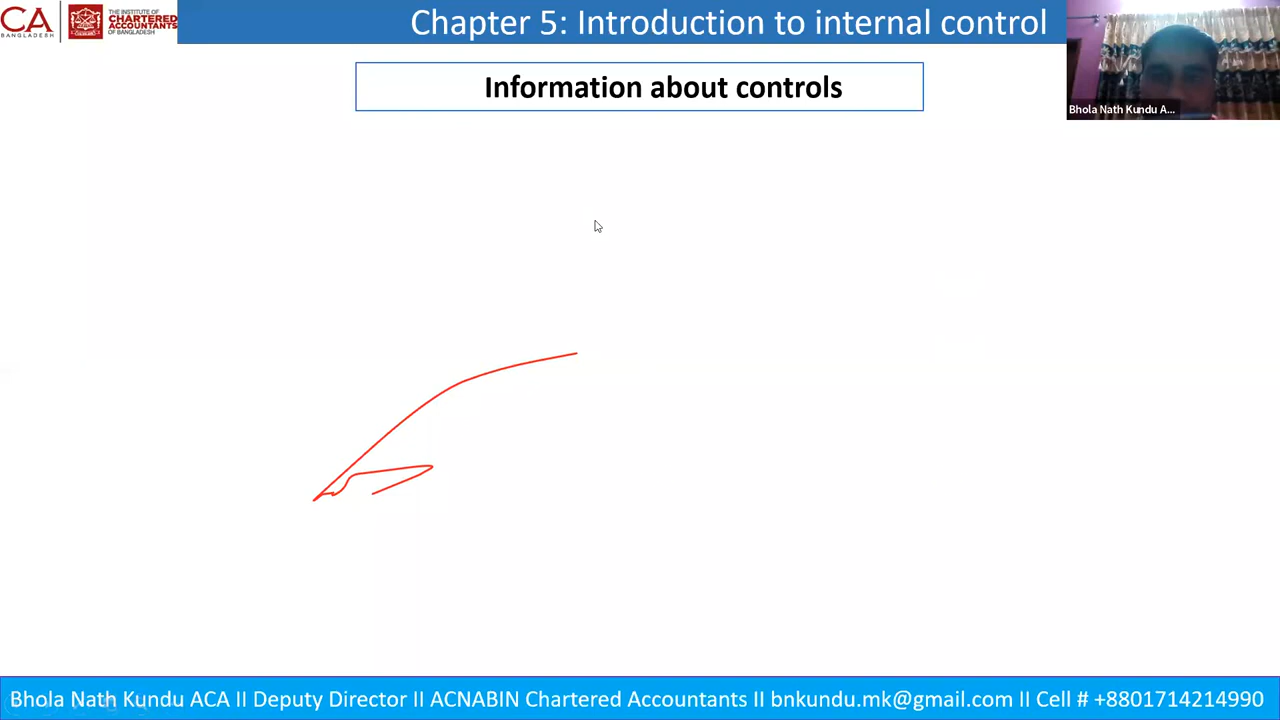 CA
BANGLADESH
THE INSTITUTE OF
CHARTERED
ACCOUNTANTS
OF BANGLADESH
Chapter 5: Introduction to internal control
Information about controls
Bhola Nath Kundu A...
Bhola Nath Kundu ACA II Deputy Director II ACNABIN Chartered Accountants II bnkundu.mk@gmail.com II Cell # +8801714214990